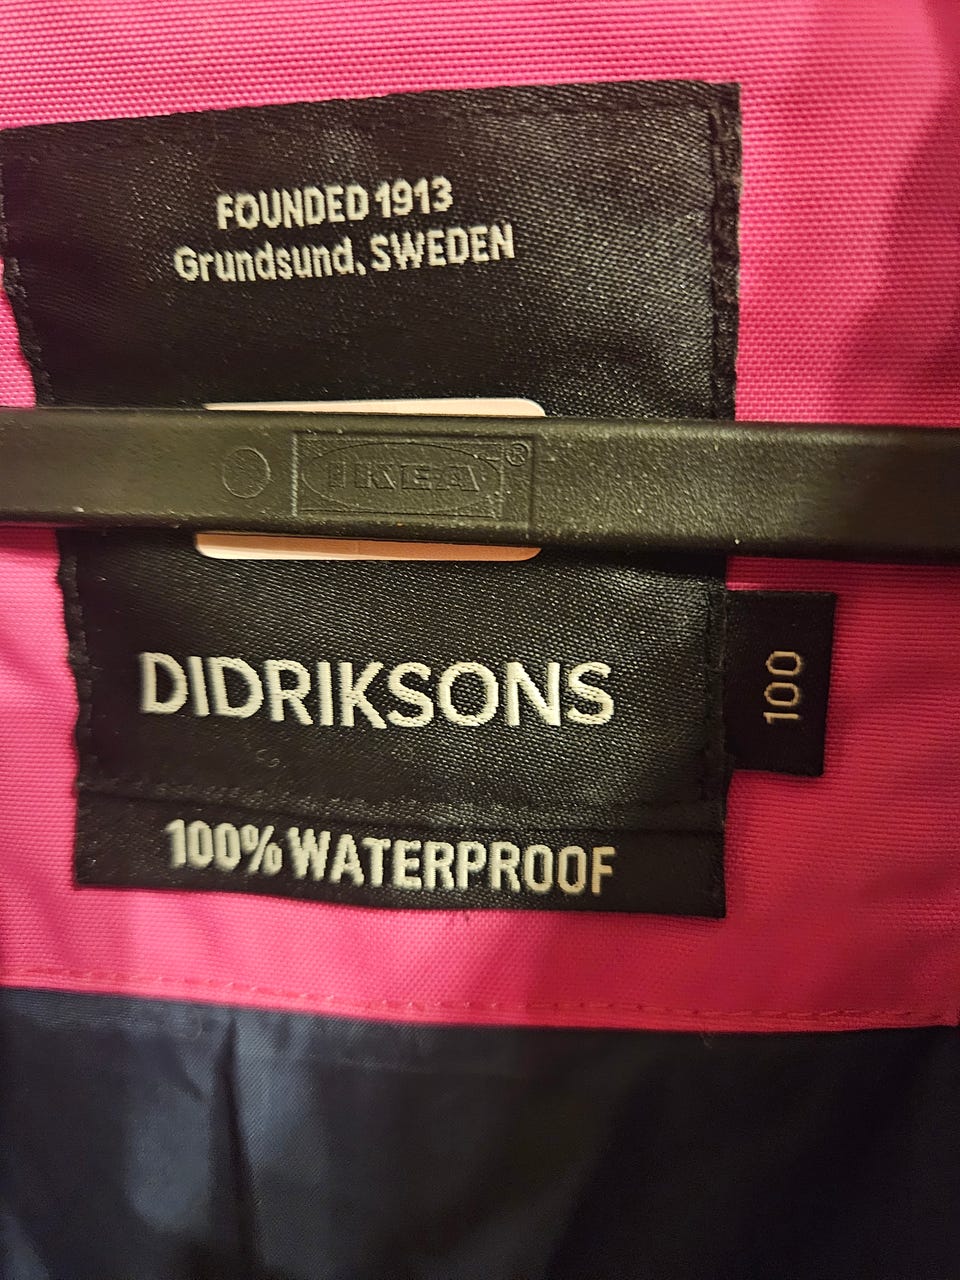 FOUNDED 1913
Grundsund, SWEDEN
IKEA®
DIDRIKSONS
100
100% WATERPROOF